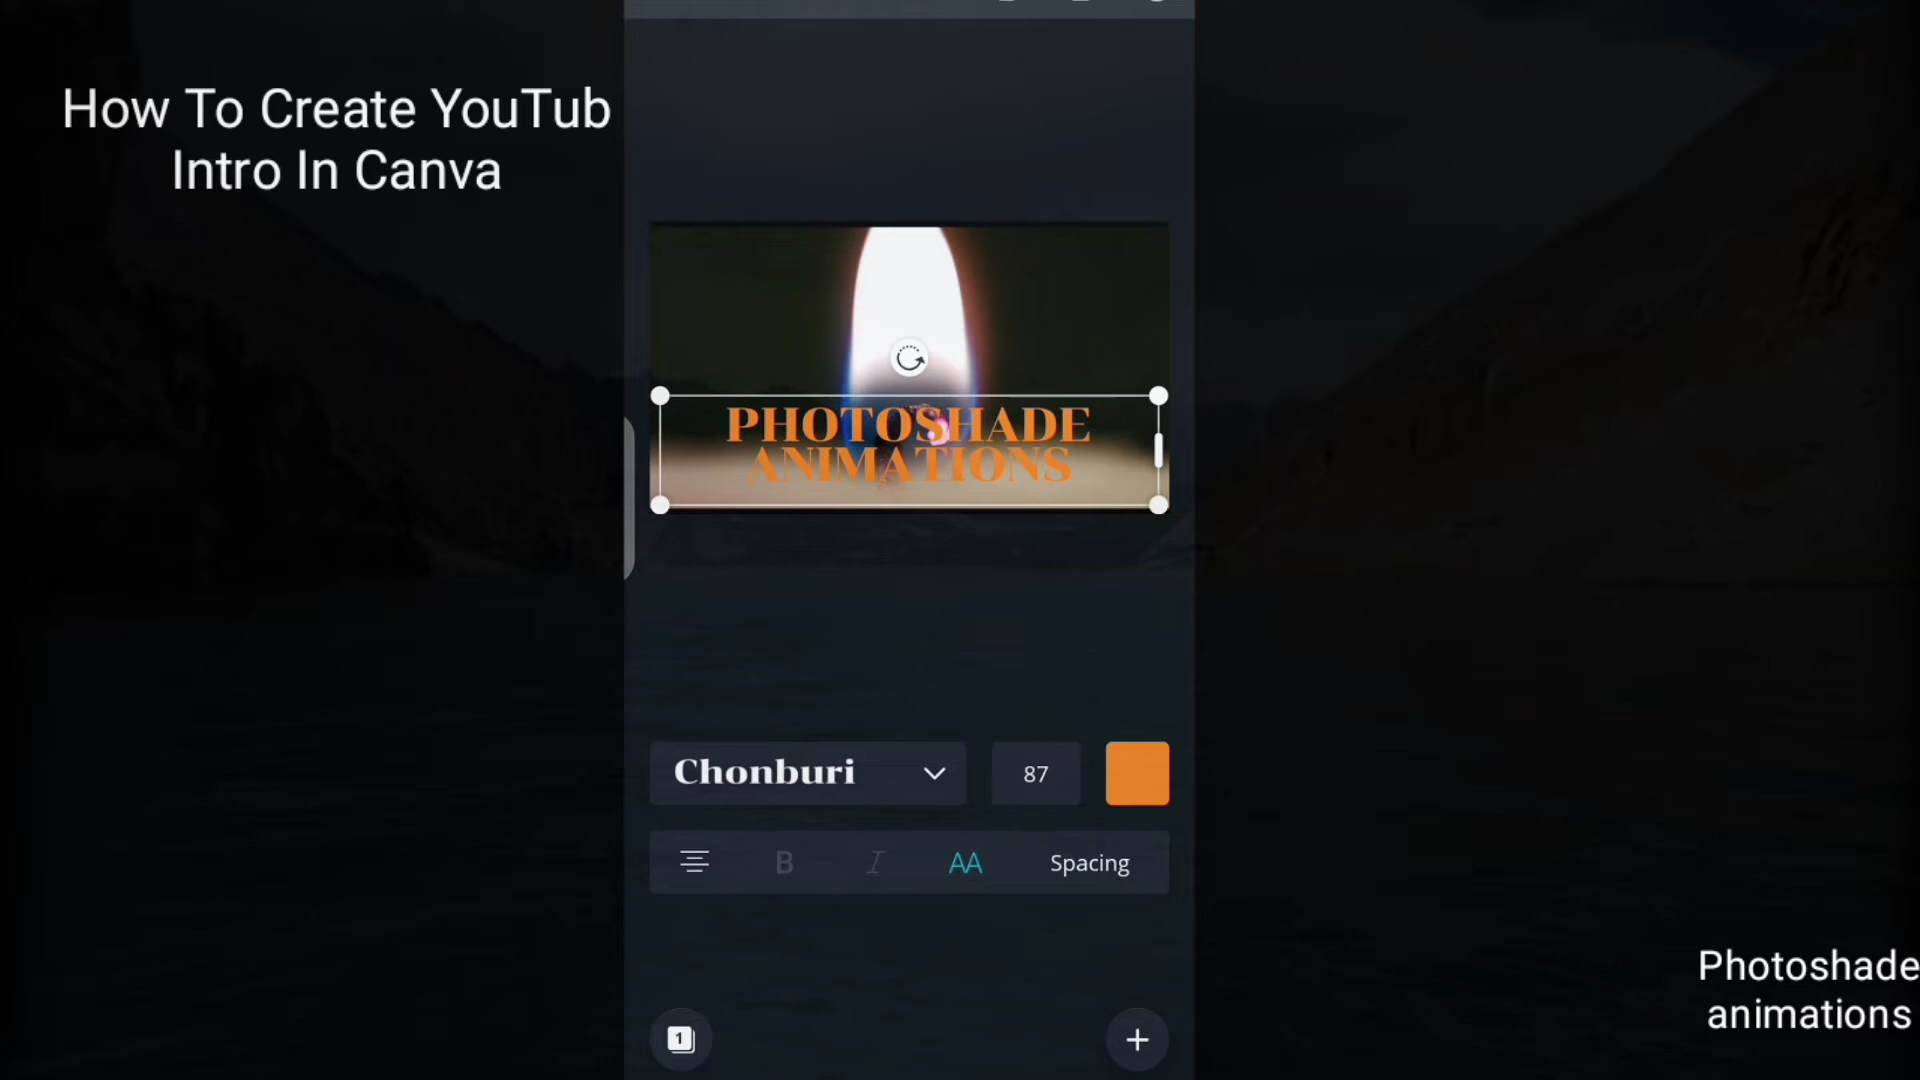 How To Create YouTub
Intro In Canva
PHOTOSHADE
ANIMATIONS
Chonburi
87
B
I
AA
Spacing
1
Photoshade
animations